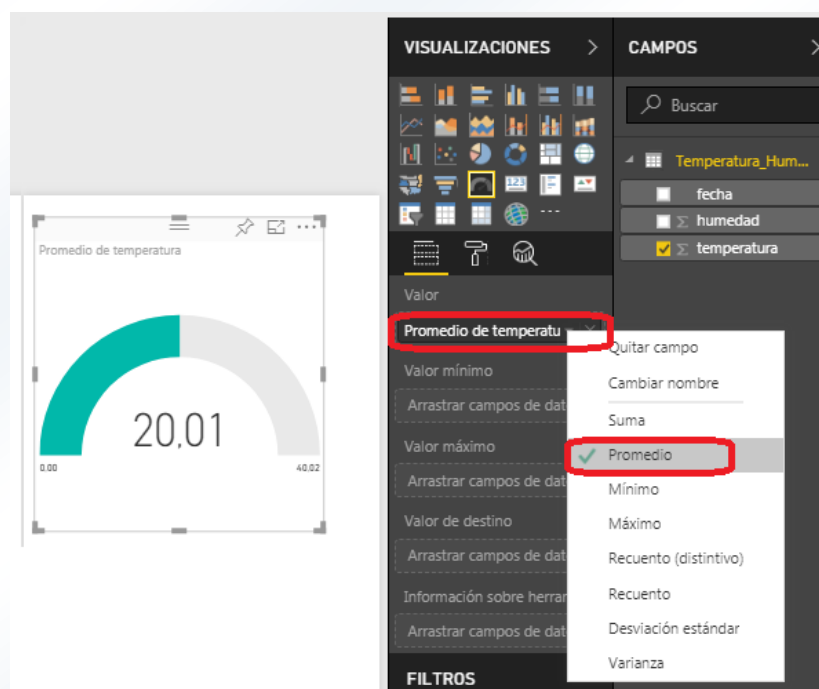 VISUALIZACIONES
CAMPOS
Buscar
Temperatura_Hum...
fecha
humedad
temperatura
Promedio de temperatura
20,01
0,00
40,02
123
Valor
Promedio de temperatu
Valor mínimo
Arrastrar campos de dat
Valor máximo
Arrastrar campos de dat
Valor de destino
Arrastrar campos de dat
Información sobre herrar
Arrastrar campos de dat
FILTROS
Quitar campo
Cambiar nombre
Suma
Promedio
Mínimo
Máximo
Recuento (distintivo)
Recuento
Desviación estándar
Varianza